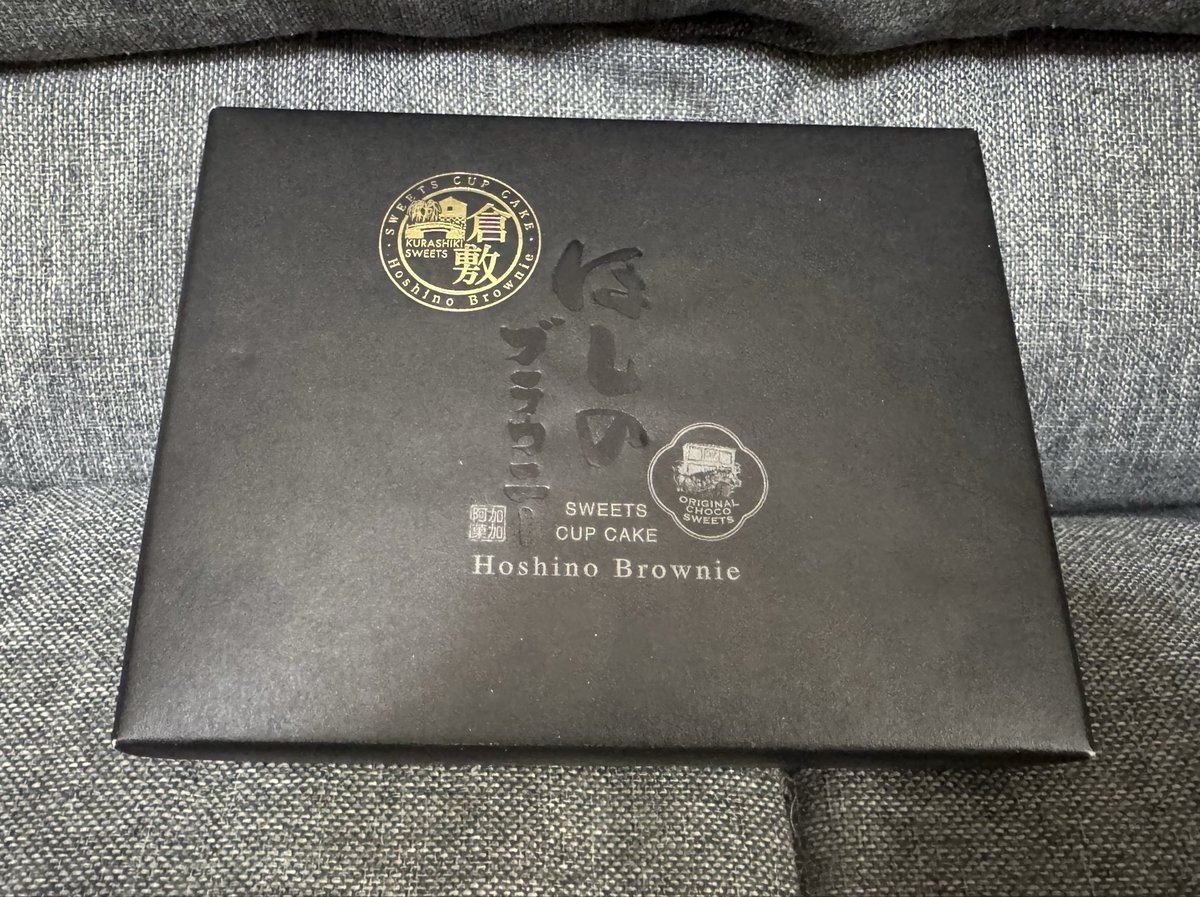 SWEETS CUP CAKE
KURASHIKI
SWEETS
倉敷
Hoshino Brownie
ほしの
ブラウニー
阿加
菓加
SWEETS
CUP CAKE
ORIGINAL
CHOCO
SWEETS
Hoshino Brownie